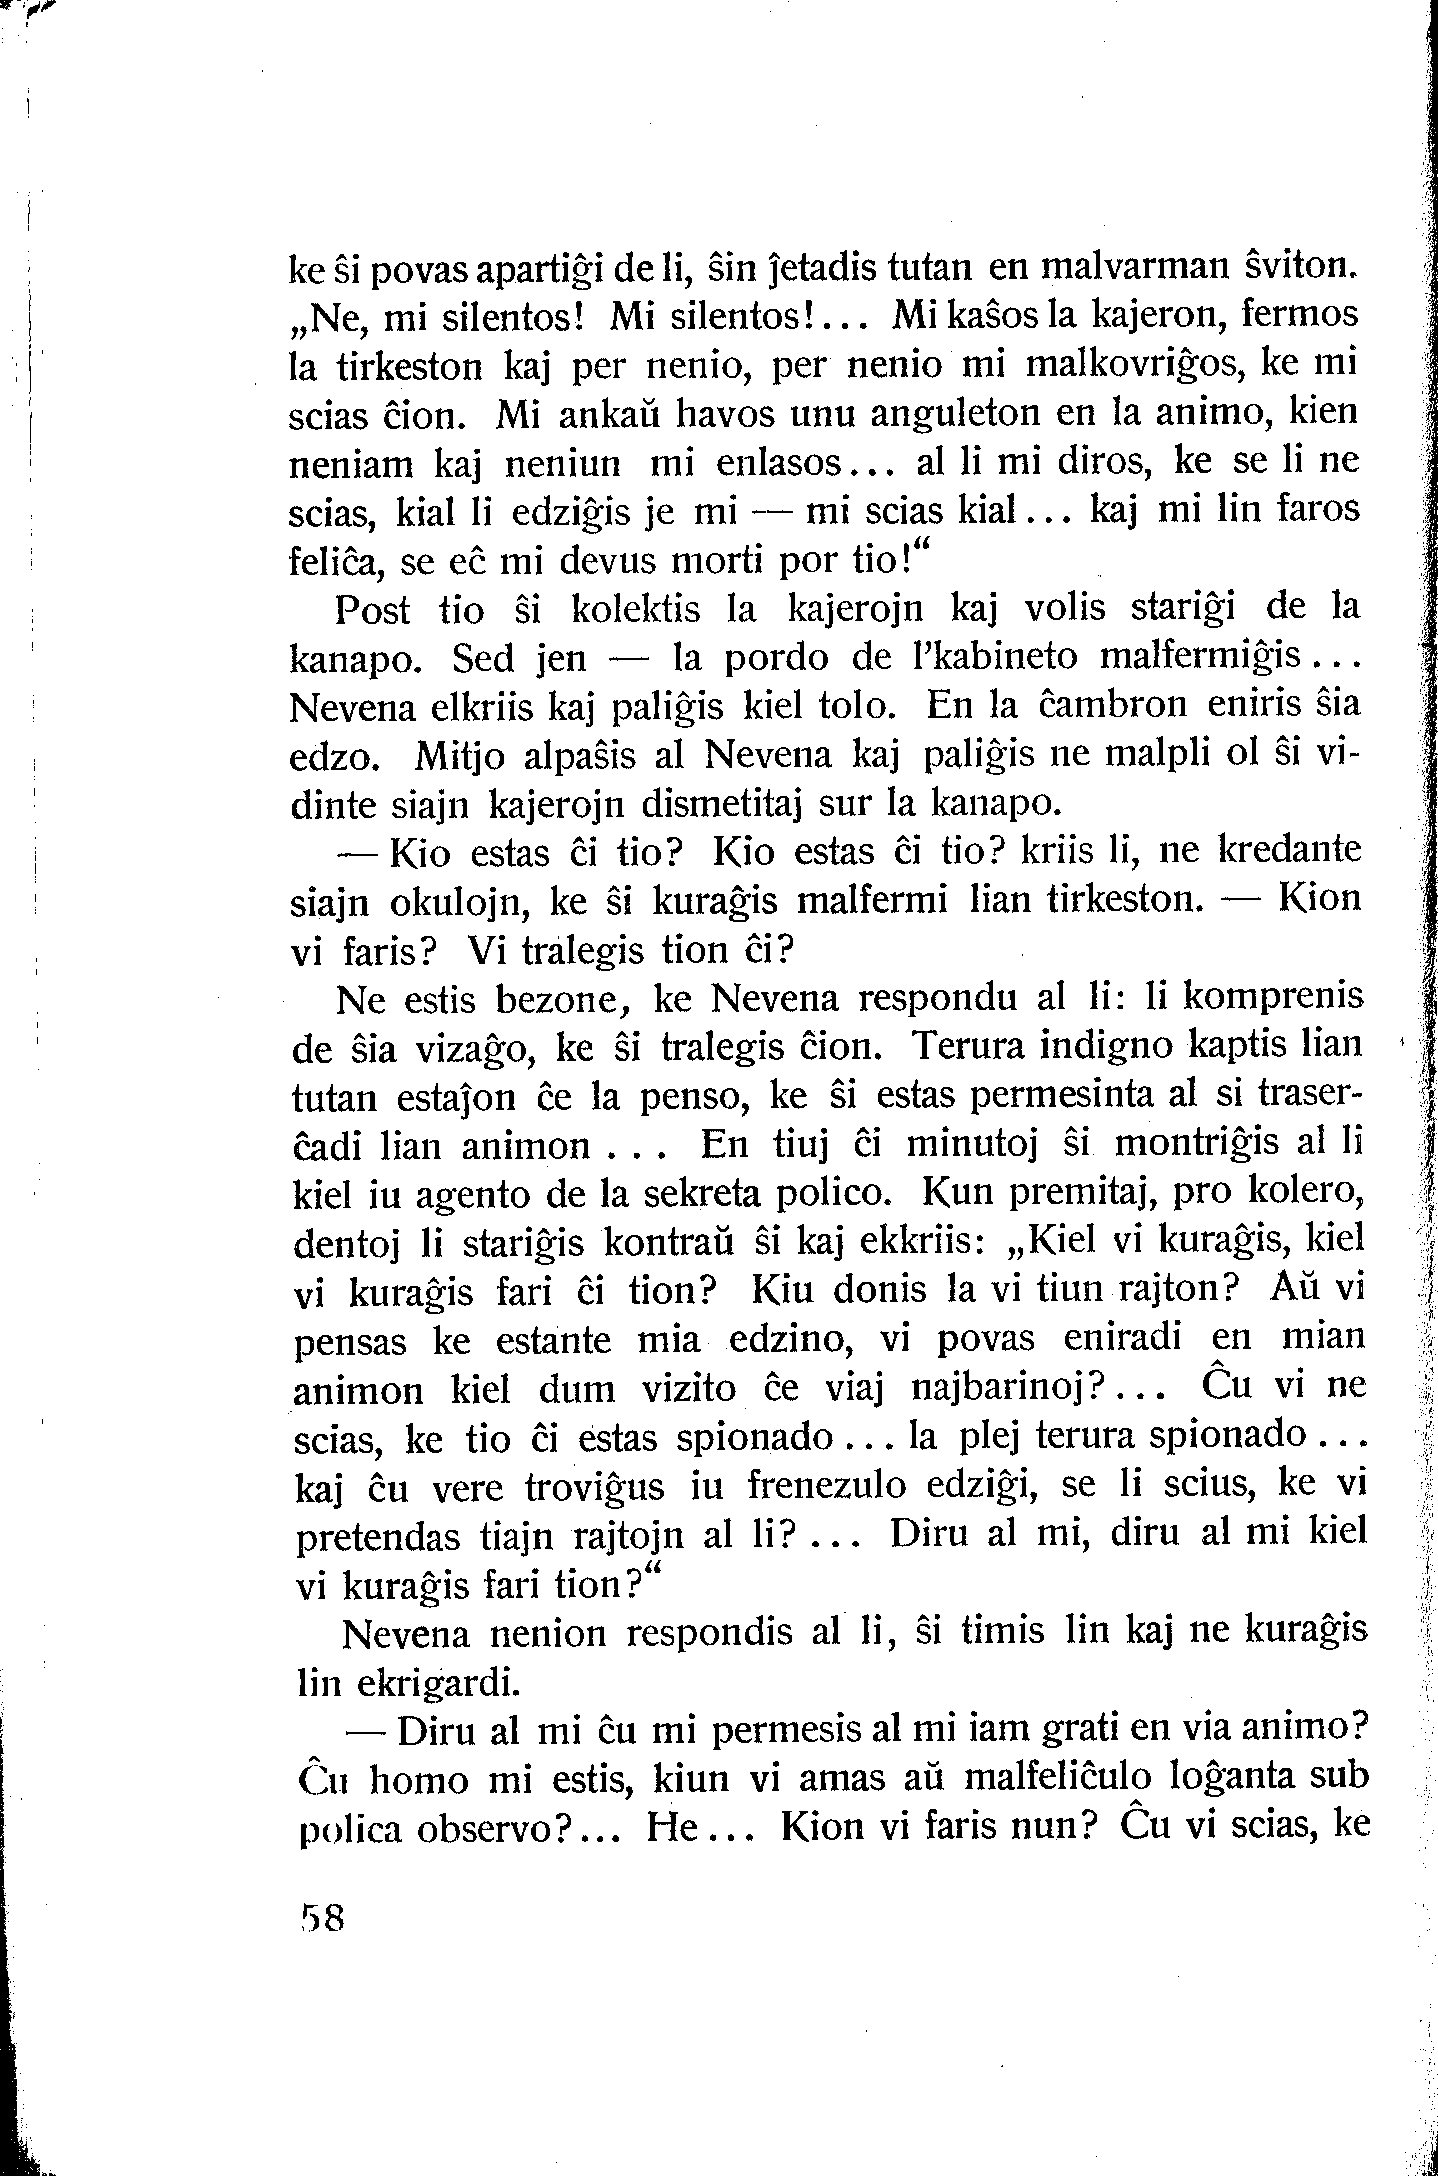 ke ŝi povas apartiĝi de li, ŝin ĵetadis tutan en malvarman ŝviton.
„Ne, mi silentos! Mi silentos!... Mi kaŝos la kajeron, fermos
la tirkeston kaj per nenio, per nenio mi malkovriĝos, ke mi
scias ĉion. Mi ankaŭ havos unu anguleton en la animo, kien
neniam kaj neniun mi enlasos... al li mi diros, ke se li ne
scias, kial li edziĝis je mi — mi scias kial... kaj mi lin faros
feliĉa, se eĉ mi devus morti por tio!“
Post tio ŝi kolektis la kajerojn kaj volis stariĝi de la
kanapo. Sed jen — la pordo de l'kabineto malfermiĝis...
Nevena elkriis kaj paliĝis kiel tolo. En la ĉambron eniris ŝia
edzo. Mitjo alpaŝis al Nevena kaj paliĝis ne malpli ol ŝi vi-
dinte siajn kajerojn dismetitaj sur la kanapo.
— Kio estas ĉi tio? Kio estas ĉi tio? kriis li, ne kredante
siajn okulojn, ke ŝi kuraĝis malfermi lian tirkeston. — Kion
vi faris? Vi tralegis tion ĉi?
Ne estis bezone, ke Nevena respondu al li: li komprenis
de ŝia vizaĝo, ke ŝi tralegis ĉion. Terura indigno kaptis lian
tutan estaĵon ĉe la penso, ke ŝi estas permesinta al si traser-
ĉadi lian animon . . . En tiuj ĉi minutoj ŝi montriĝis al li
kiel iu agento de la sekreta polico. Kun premitaj, pro kolero,
dentoj li stariĝis kontraŭ ŝi kaj ekkriis: „Kiel vi kuraĝis, kiel
vi kuraĝis fari ĉi tion? Kiu donis la vi tiun rajton? Aŭ vi
pensas ke estante mia edzino, vi povas eniradi en mian
animon kiel dum vizito ĉe viaj najbarinoj?... Ĉu vi ne
scias, ke tio ĉi estas spionado... la plej terura spionado...
kaj ĉu vere troviĝus iu frenezulo edziĝi, se li scius, ke vi
pretendas tiajn rajtojn al li?... Diru al mi, diru al mi kiel
vi kuraĝis fari tion?“
Nevena nenion respondis al li, ŝi timis lin kaj ne kuraĝis
lin ekrigardi.
— Diru al mi ĉu mi permesis al mi iam grati en via animo?
Ĉu homo mi estis, kiun vi amas aŭ malfeliĉulo loĝanta sub
polica observo?... He... Kion vi faris nun? Ĉu vi scias, ke
58